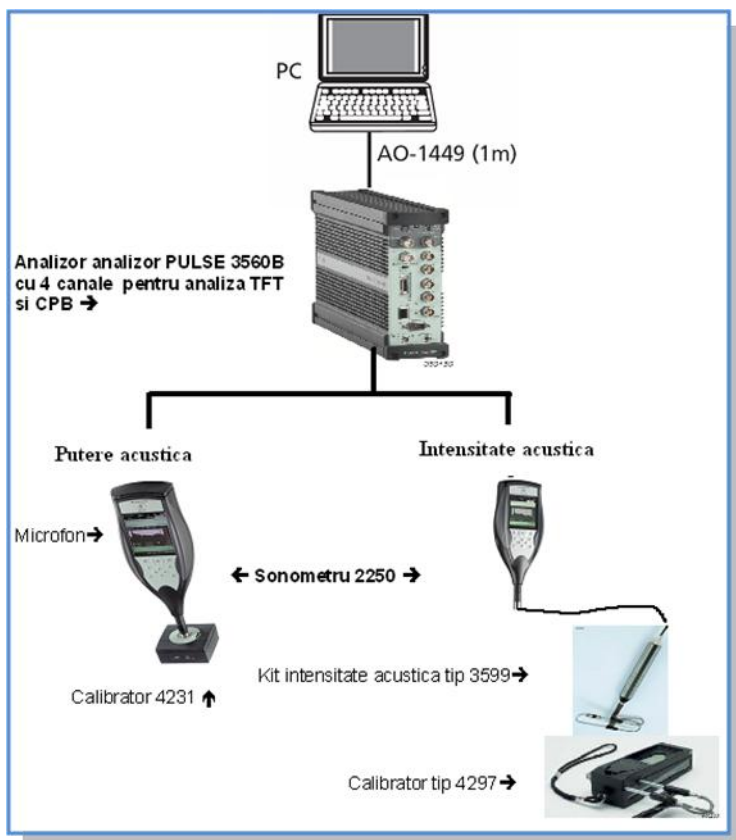 PC
AO-1449 (1m)
Analizor analizor PULSE 3560B
cu 4 canale pentru analiza TFT
si CPB →
Putere acustica
Intensitate acustica
Microfon→
← Sonometru 2250 →
Kit intensitate acustica tip 3599→
Calibrator 4231 ↑
Calibrator tip 4297→